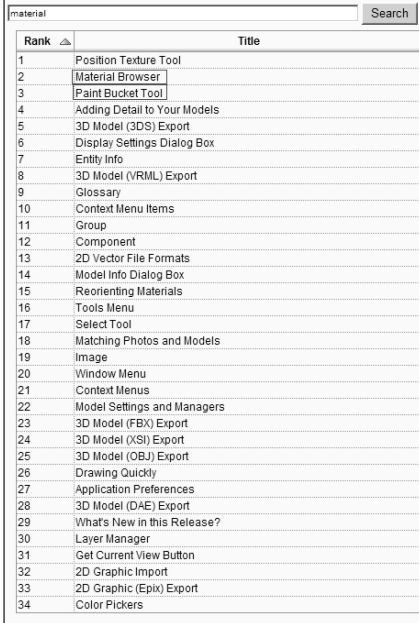 material Search
Rank Title
1 Position Texture Tool
2 Material Browser
3 Paint Bucket Tool
4 Adding Detail to Your Models
5 3D Model (3DS) Export
6 Display Settings Dialog Box
7 Entity Info
8 3D Model (VRML) Export
9 Glossary
10 Context Menu Items
11 Group
12 Component
13 2D Vector File Formats
14 Model Info Dialog Box
15 Reorienting Materials
16 Tools Menu
17 Select Tool
18 Matching Photos and Models
19 Image
20 Window Menu
21 Context Menus
22 Model Settings and Managers
23 3D Model (FBX) Export
24 3D Model (XSI) Export
25 3D Model (OBJ) Export
26 Drawing Quickly
27 Application Preferences
28 3D Model (DAE) Export
29 What's New in this Release?
30 Layer Manager
31 Get Current View Button
32 2D Graphic Import
33 2D Graphic (Epix) Export
34 Color Pickers